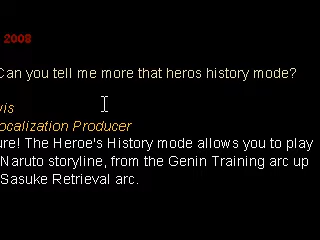 2008
Can you tell me more that heros history mode?
vis
ocalization Producer
ure! The Heroe's History mode allows you to play
Naruto storyline, from the Genin Training arc up
Sasuke Retrieval arc.